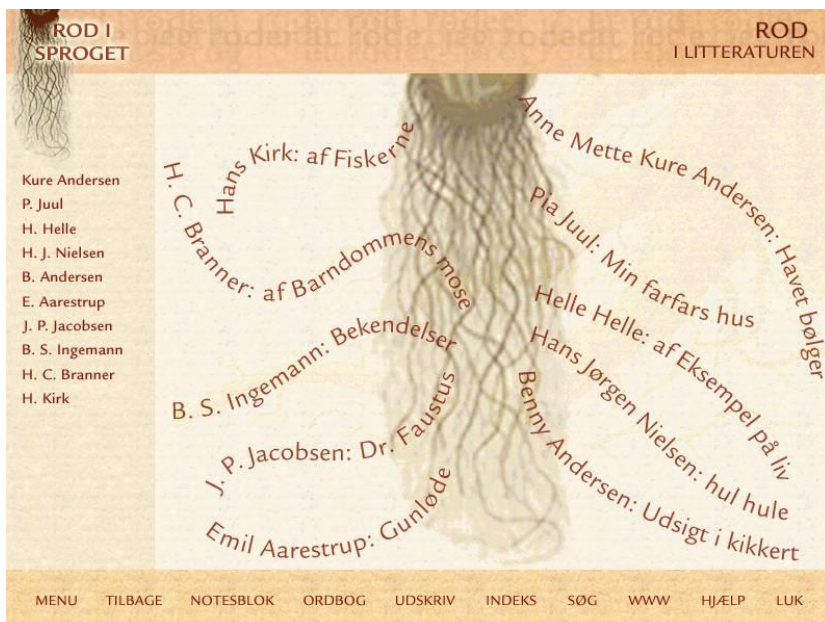 ROD I
SPROGET
ROD
I LITTERATUREN
Kure Andersen
P. Juul
H. Helle
H. J. Nielsen
B. Andersen
E. Aarestrup
J. P. Jacobsen
B. S. Ingemann
H. C. Branner
H. Kirk
Hans Kirk: af Fiskerne
H. C. Branner: af Barndommens mose
B. S. Ingemann: Bekendelser
J. P. Jacobsen: Dr. Faustus
Emil Aarestrup: Gunløde
Anne Mette Kure Andersen: Havet bølger
Pia Juul: Min farfars hus
Helle Helle: af Eksempel på liv
Hans Jørgen Nielsen: hul hule
Benny Andersen: Udsigt i kikkert
MENU TILBAGE NOTESBLOK ORDBOG UDSKRIV INDEKS SØG WWW HJÆLP LUK